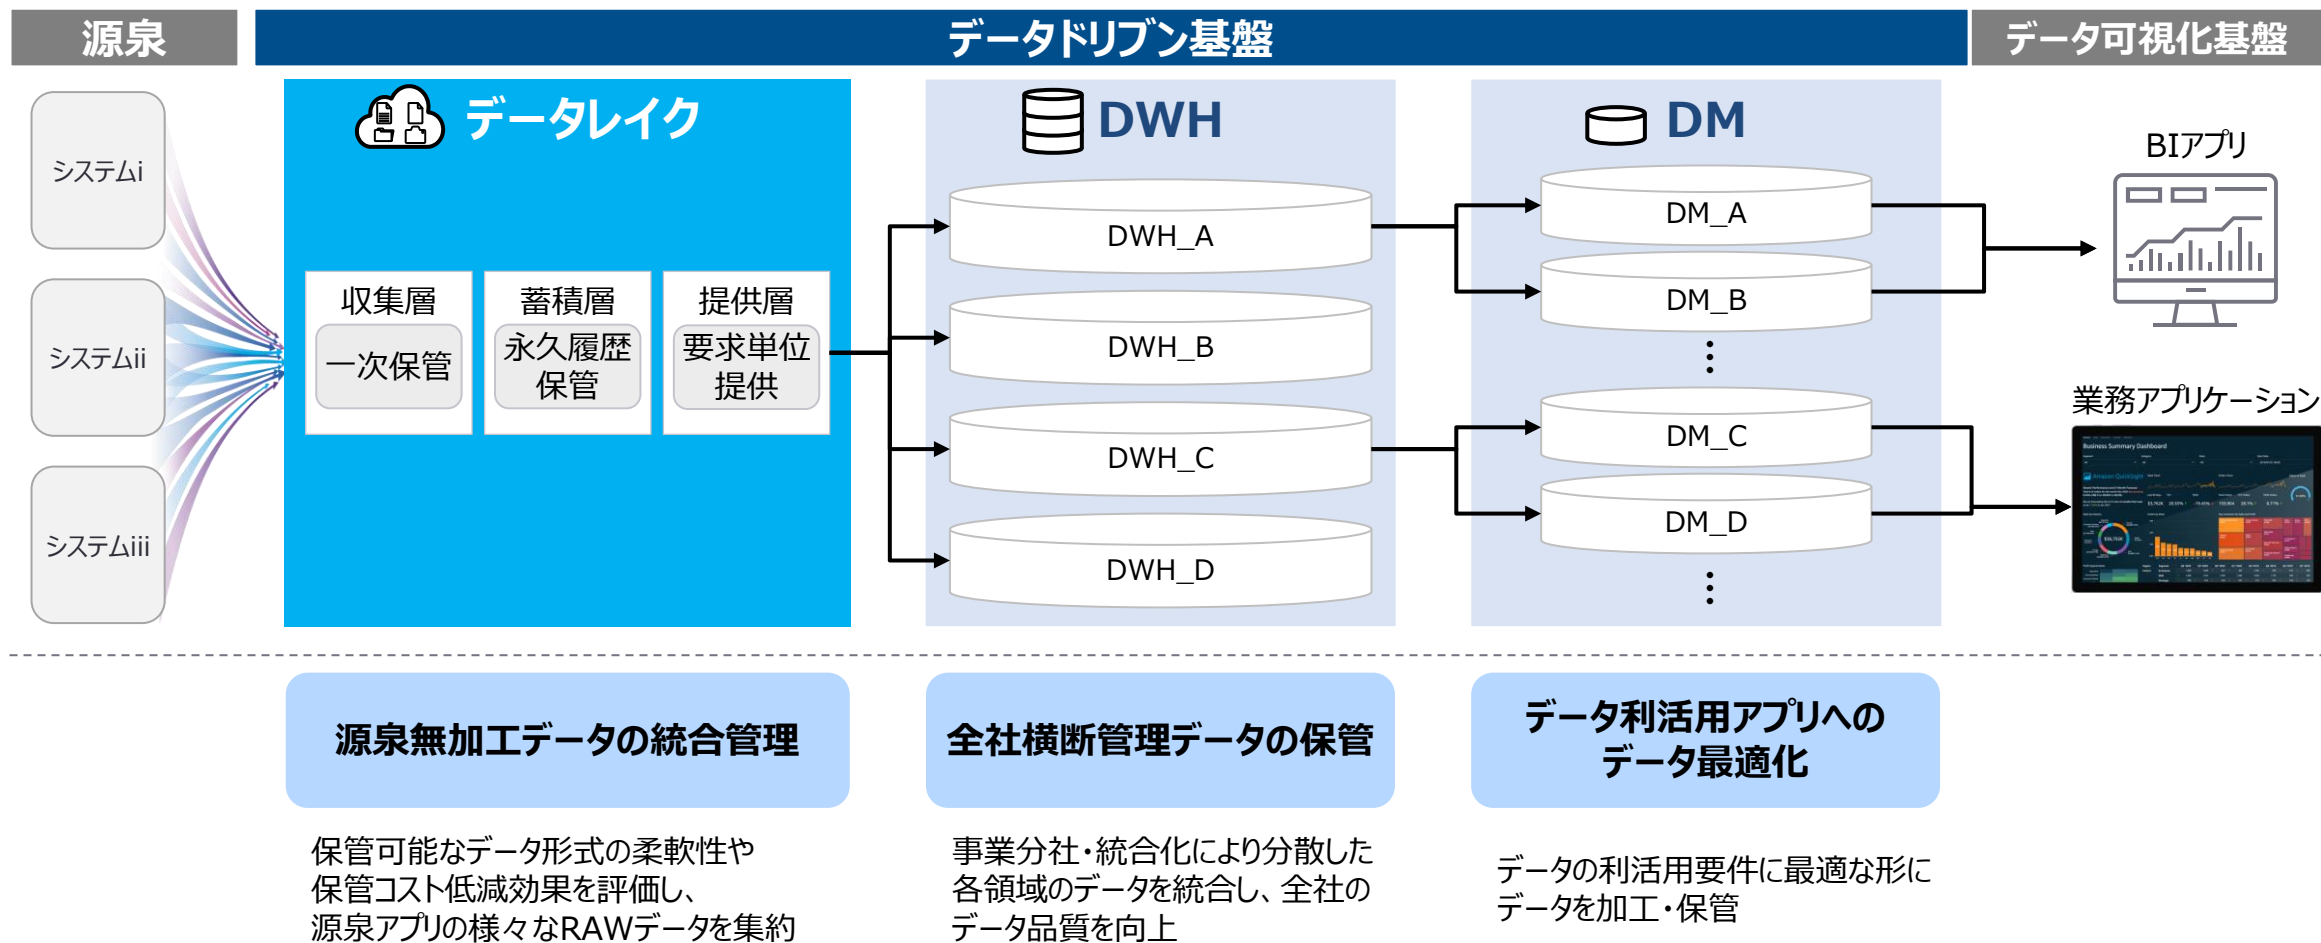 源泉
データドリブン基盤
データ可視化基盤
システムi
システムii
システムiii
データレイク
収集層
一次保管
蓄積層
永久履歴
保管
提供層
要求単位
提供
DWH
DWH_A
DWH_B
DWH_C
DWH_D
DM
DM_A
DM_B
DM_C
DM_D
BIアプリ
業務アプリケーション
Business Summary Dashboard
Amazon QuickSight
源泉無加工データの統合管理
全社横断管理データの保管
データ利活用アプリへの
データ最適化
保管可能なデータ形式の柔軟性や
保管コスト低減効果を評価し、
源泉アプリの様々なRAWデータを集約
事業分社・統合化により分散した
各領域のデータを統合し、全社の
データ品質を向上
データの利活用要件に最適な形に
データを加工・保管